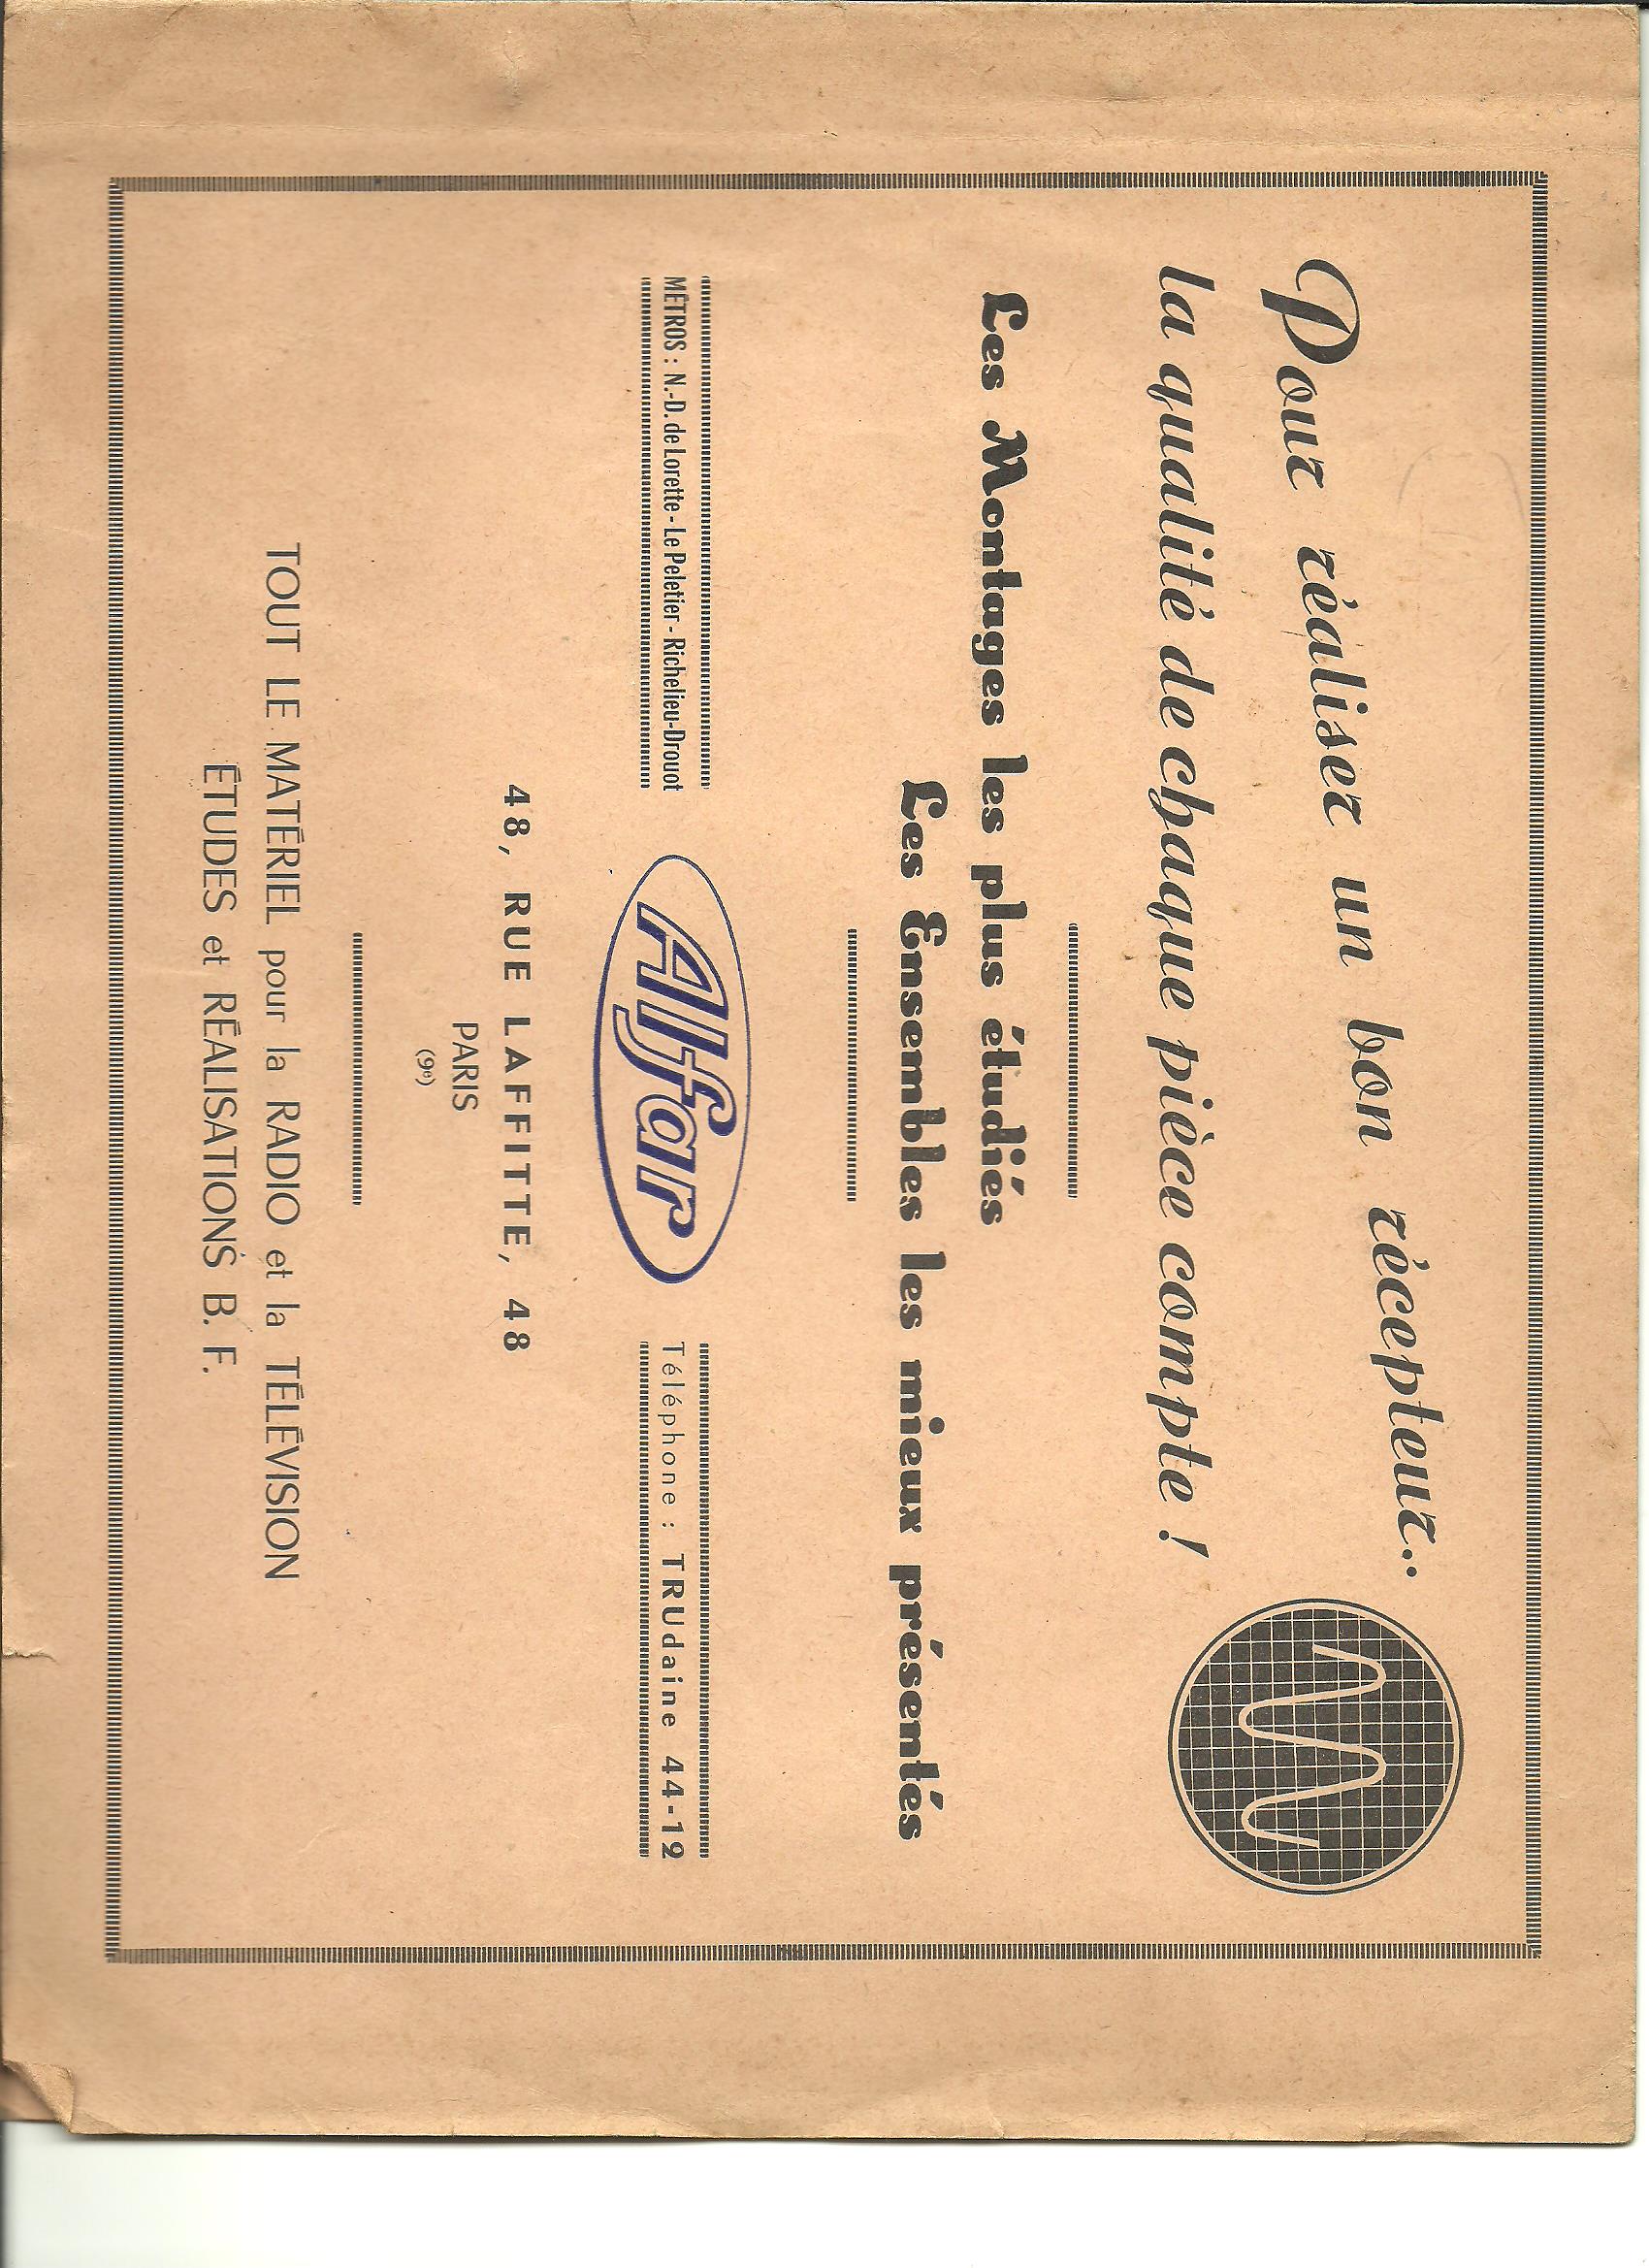 Pour réaliser un bon récepteur..
la qualité de chaque pièce compte !
Les Montages les plus étudiés
Les Ensembles les mieux présentés
MÉTROS : N.-D. de Lorette - Le Peletier - Richelieu-Drouot
Alfar
Téléphone : TRUdaine 44-12
48, RUE LAFFITTE, 48
PARIS
(9e)
TOUT LE MATÉRIEL pour la RADIO et la TÉLÉVISION
ÉTUDES et RÉALISATIONS B. F.